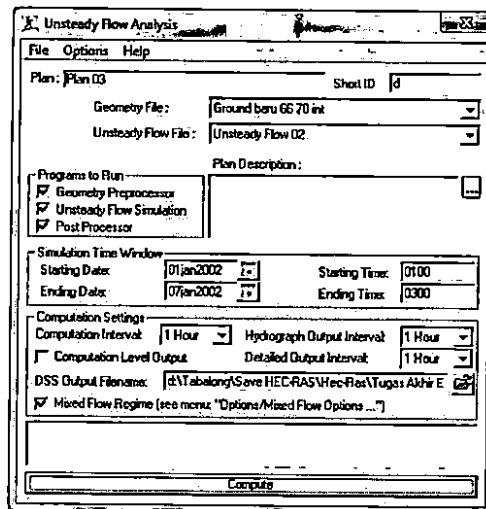 Unsteady Flow Analysis
File Options Help
Plan: Plan 03 Short ID d
Geometry File: Ground baru 66 70 int
Unsteady Flow File: Unsteady Flow 02
Plan Description:
Programs to Run
Geometry Preprocessor
Unsteady Flow Simulation
Post Processor
...
Simulation Time Window
Starting Date: 01jan2002 Starting Time: 0100
Ending Date: 07jan2002 Ending Time: 0300
Computation Settings
Computation Interval: 1 Hour Hydrograph Output Interval: 1 Hour
Computation Level Output Detailed Output Interval: 1 Hour
DSS Output Filename: d:\Tabalong\Save HEC-RAS\Hec-Ras\Tugas Akhir E
Mixed Flow Regime (see menu: "Options/Mixed Flow Options ...")
Compute